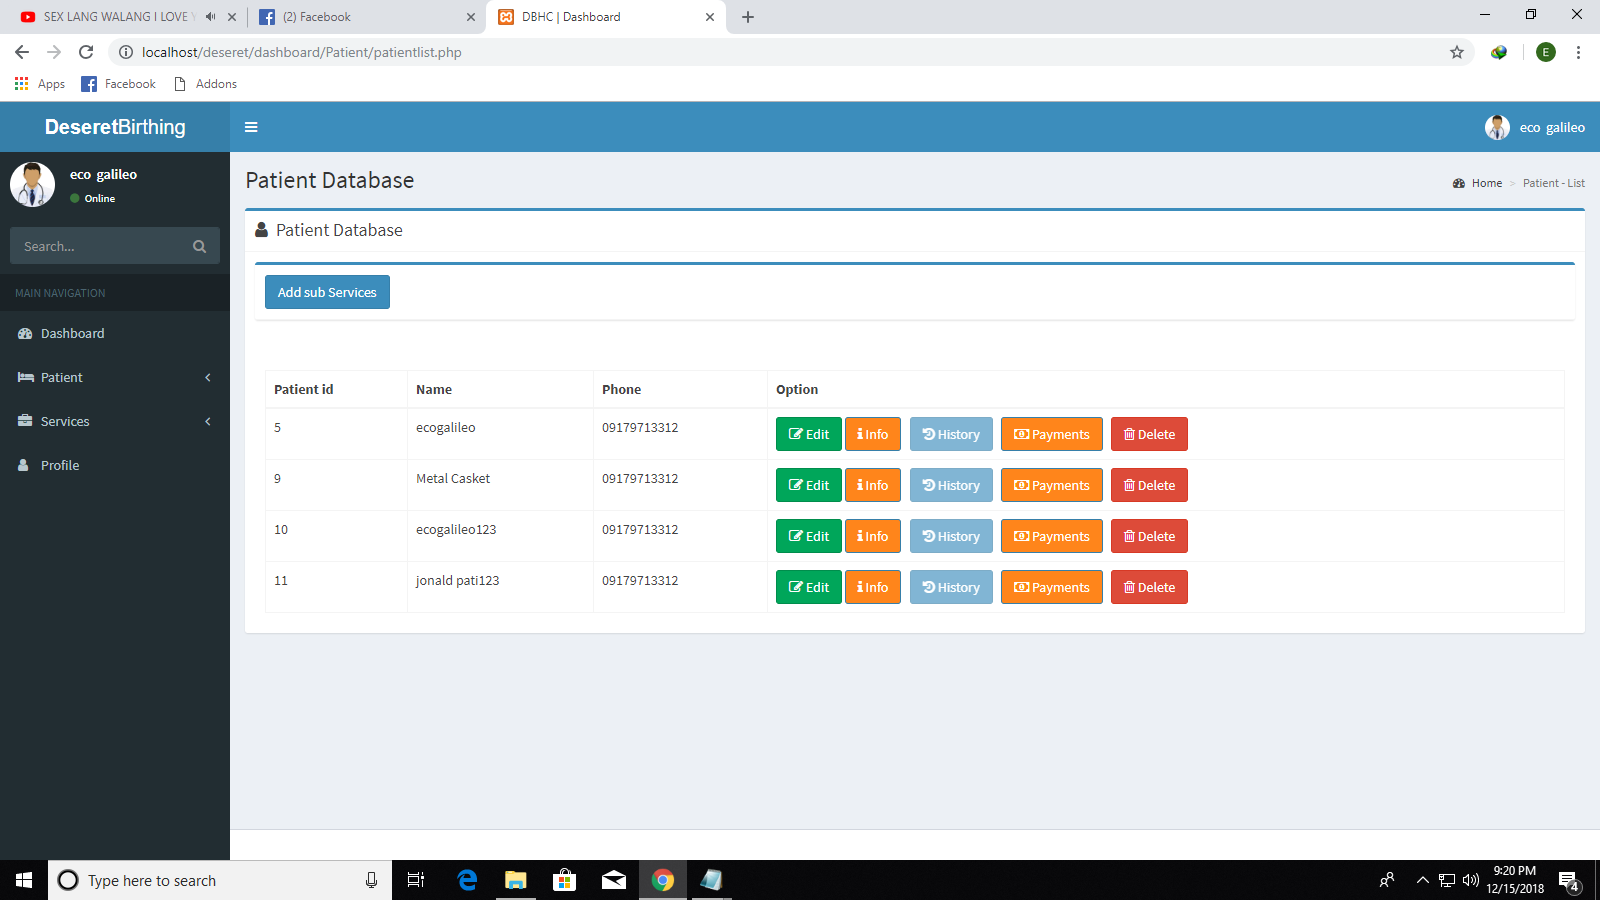 SEX LANG WALANG I LOVE Y
(2) Facebook
DBHC | Dashboard
localhost/deseret/dashboard/Patient/patientlist.php
E
Apps
Facebook
Addons
DeseretBirthing
eco galileo
eco galileo
Online
Search...
MAIN NAVIGATION
Dashboard
Patient
Services
Profile
Patient Database
Home > Patient - List
Patient Database
Add sub Services
Patient id Name Phone Option
5 ecogalileo 09179713312 Edit Info History Payments Delete
9 Metal Casket 09179713312 Edit Info History Payments Delete
10 ecogalileo123 09179713312 Edit Info History Payments Delete
11 jonald pati123 09179713312 Edit Info History Payments Delete
Type here to search
9:20 PM
12/15/2018
4